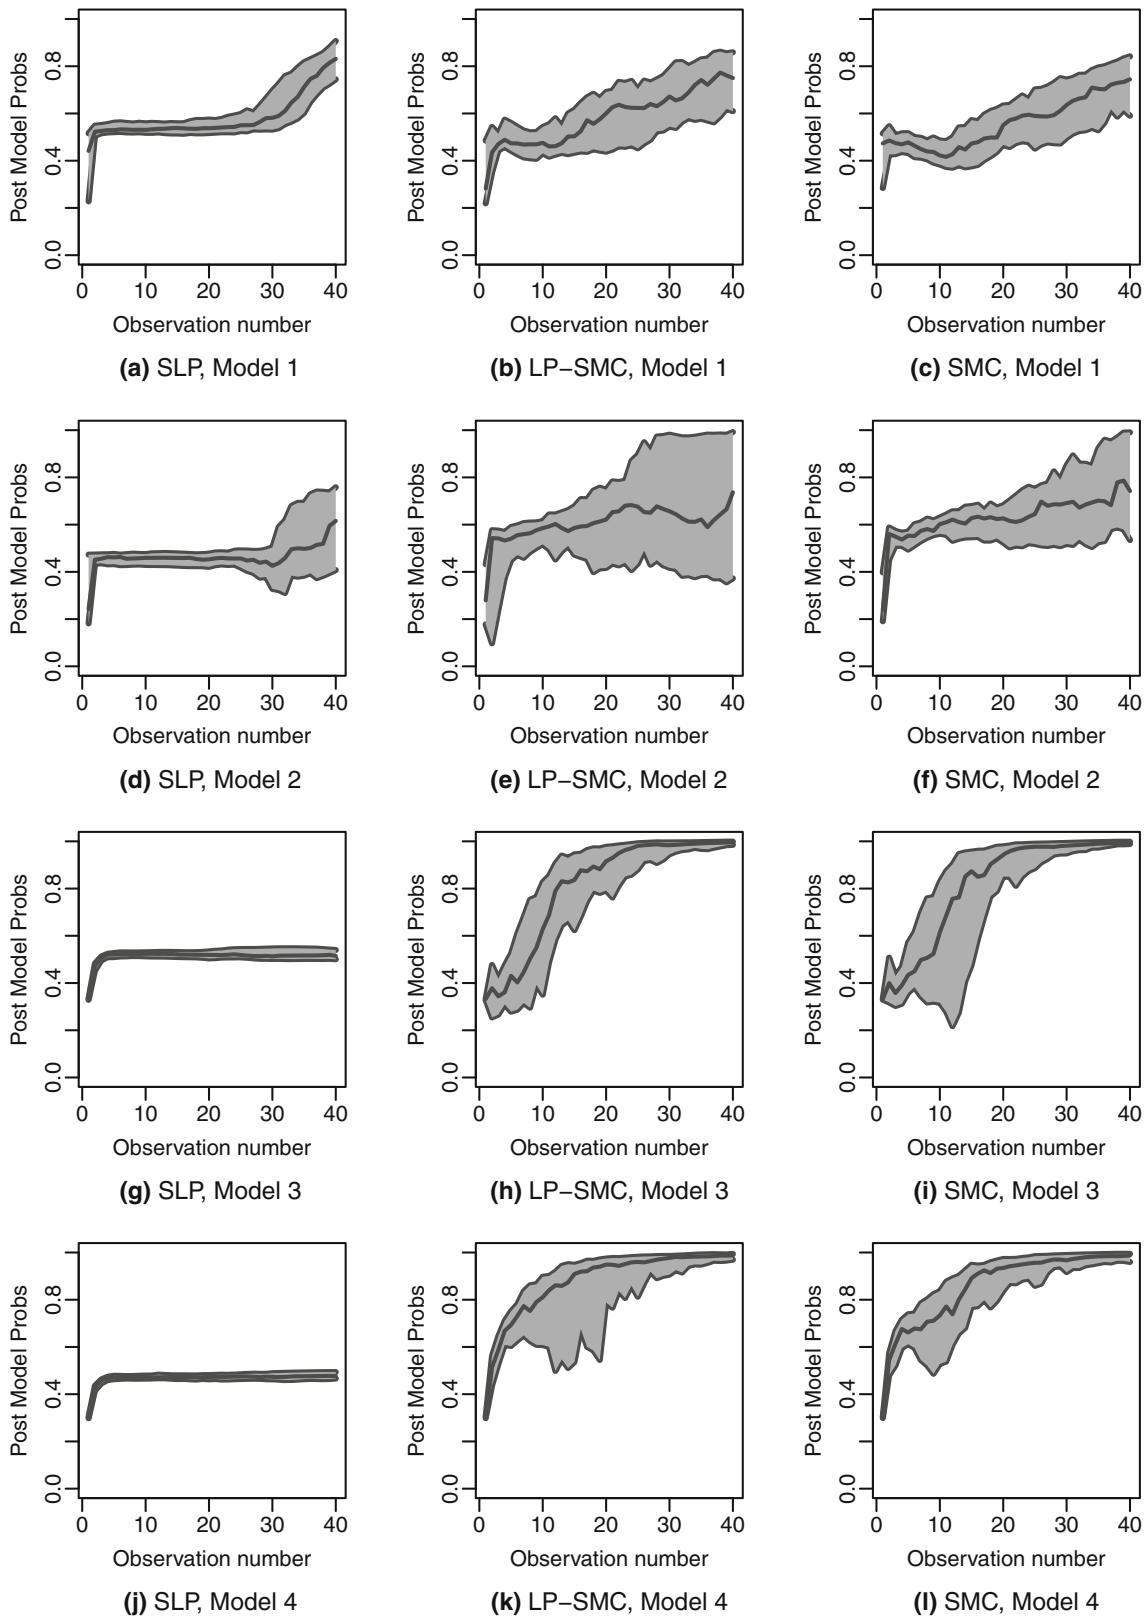 Post Model Probs
0.0 0.4 0.8
0 10 20 30 40
Observation number
(a) SLP, Model 1
Post Model Probs
0.0 0.4 0.8
0 10 20 30 40
Observation number
(b) LP−SMC, Model 1
Post Model Probs
0.0 0.4 0.8
0 10 20 30 40
Observation number
(c) SMC, Model 1
Post Model Probs
0.0 0.4 0.8
0 10 20 30 40
Observation number
(d) SLP, Model 2
Post Model Probs
0.0 0.4 0.8
0 10 20 30 40
Observation number
(e) LP−SMC, Model 2
Post Model Probs
0.0 0.4 0.8
0 10 20 30 40
Observation number
(f) SMC, Model 2
Post Model Probs
0.0 0.4 0.8
0 10 20 30 40
Observation number
(g) SLP, Model 3
Post Model Probs
0.0 0.4 0.8
0 10 20 30 40
Observation number
(h) LP−SMC, Model 3
Post Model Probs
0.0 0.4 0.8
0 10 20 30 40
Observation number
(i) SMC, Model 3
Post Model Probs
0.0 0.4 0.8
0 10 20 30 40
Observation number
(j) SLP, Model 4
Post Model Probs
0.0 0.4 0.8
0 10 20 30 40
Observation number
(k) LP−SMC, Model 4
Post Model Probs
0.0 0.4 0.8
0 10 20 30 40
Observation number
(l) SMC, Model 4